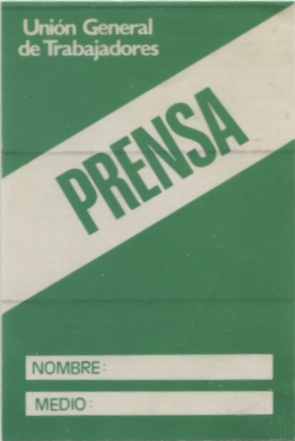 Unión General
de Trabajadores
PRENSA
NOMBRE:
MEDIO: